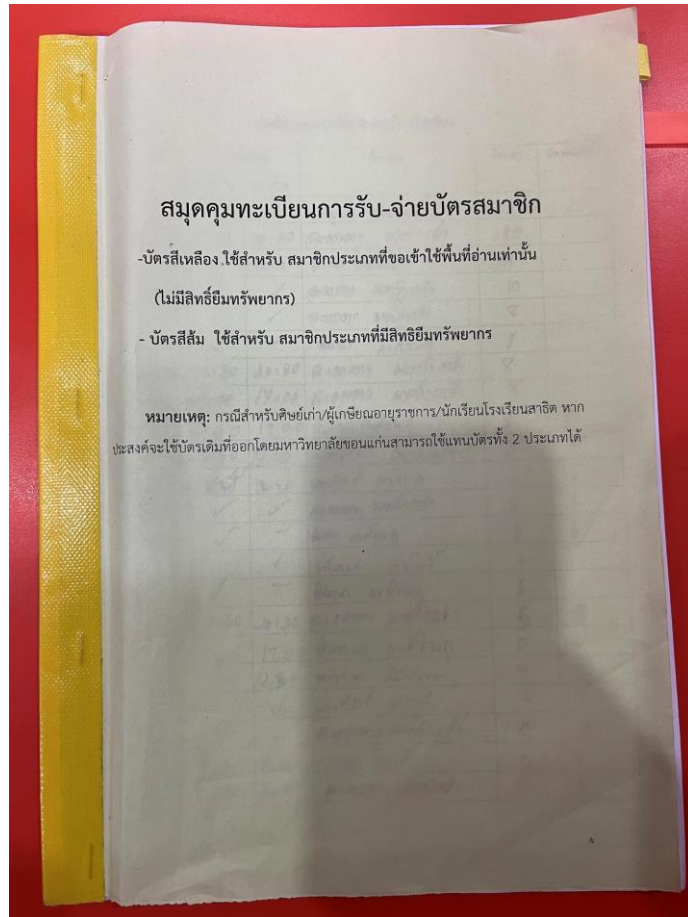 สมุดคุมทะเบียนการรับ-จ่ายบัตรสมาชิก
-บัตรสีเหลือง ใช้สำหรับ สมาชิกประเภทที่ขอเข้าใช้พื้นที่อ่านเท่านั้น
(ไม่มีสิทธิ์ยืมทรัพยากร)
- บัตรสีส้ม ใช้สำหรับ สมาชิกประเภทที่มีสิทธิยืมทรัพยากร
หมายเหตุ: กรณีสำหรับศิษย์เก่า/ผู้เกษียณอายุราชการ/นักเรียนโรงเรียนสาธิต หาก
ประสงค์จะใช้บัตรเดิมที่ออกโดยมหาวิทยาลัยขอนแก่นสามารถใช้แทนบัตรทั้ง 2 ประเภทได้